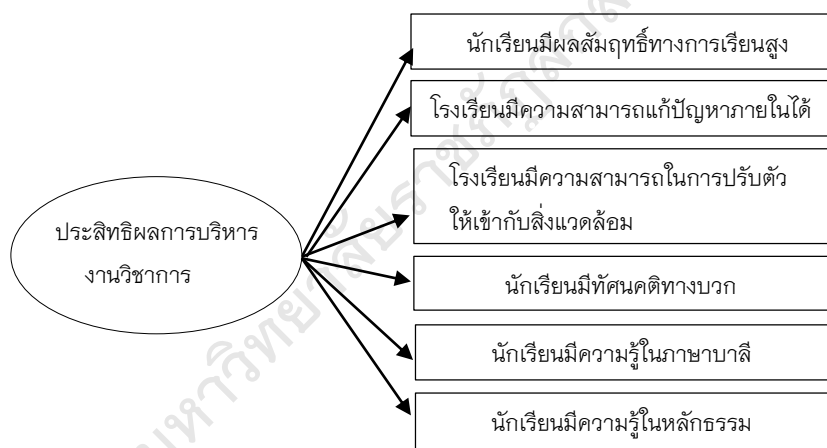 นักเรียนมีผลสัมฤทธิ์ทางการเรียนสูง
โรงเรียนมีความสามารถแก้ปัญหาภายในได้
โรงเรียนมีความสามารถในการปรับตัว
ให้เข้ากับสิ่งแวดล้อม
ประสิทธิผลการบริหาร
งานวิชาการ
นักเรียนมีทัศนคติทางบวก
นักเรียนมีความรู้ในภาษาบาลี
นักเรียนมีความรู้ในหลักธรรม